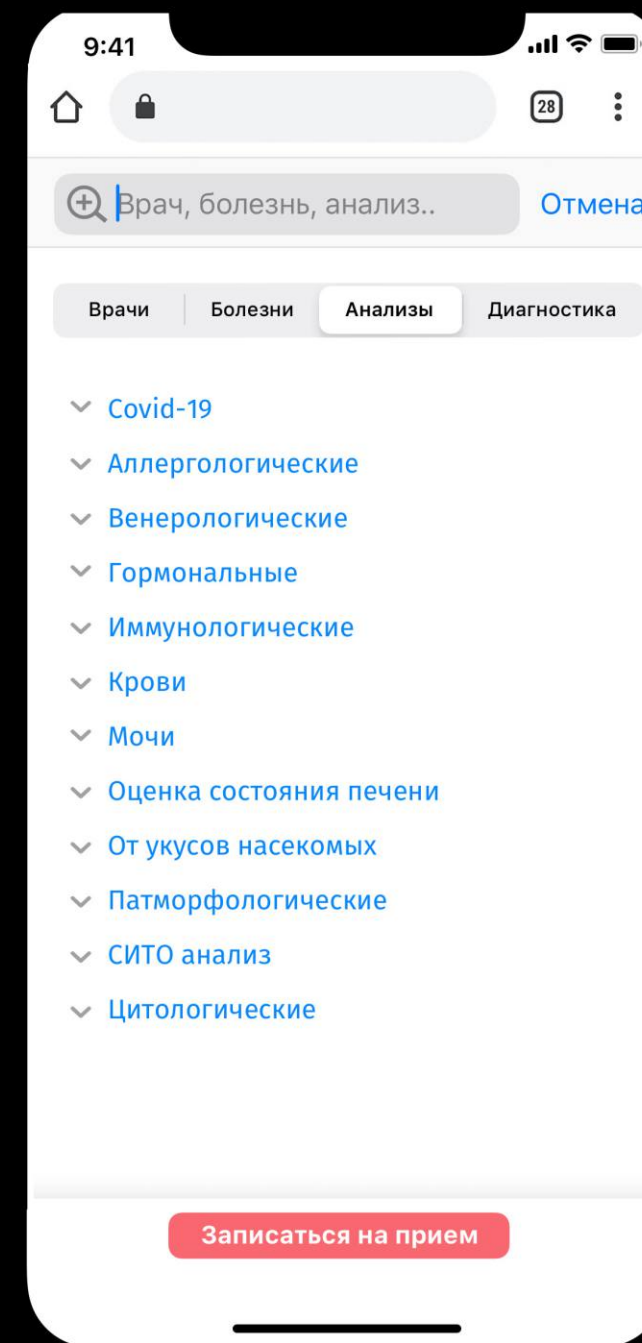 9:41
28
Врач, болезнь, анализ.. Отмена
Врачи Болезни Анализы Диагностика
Covid-19
Аллергологические
Венерологические
Гормональные
Иммунологические
Крови
Мочи
Оценка состояния печени
От укусов насекомых
Патморфологические
СИТО анализ
Цитологические
Записаться на прием